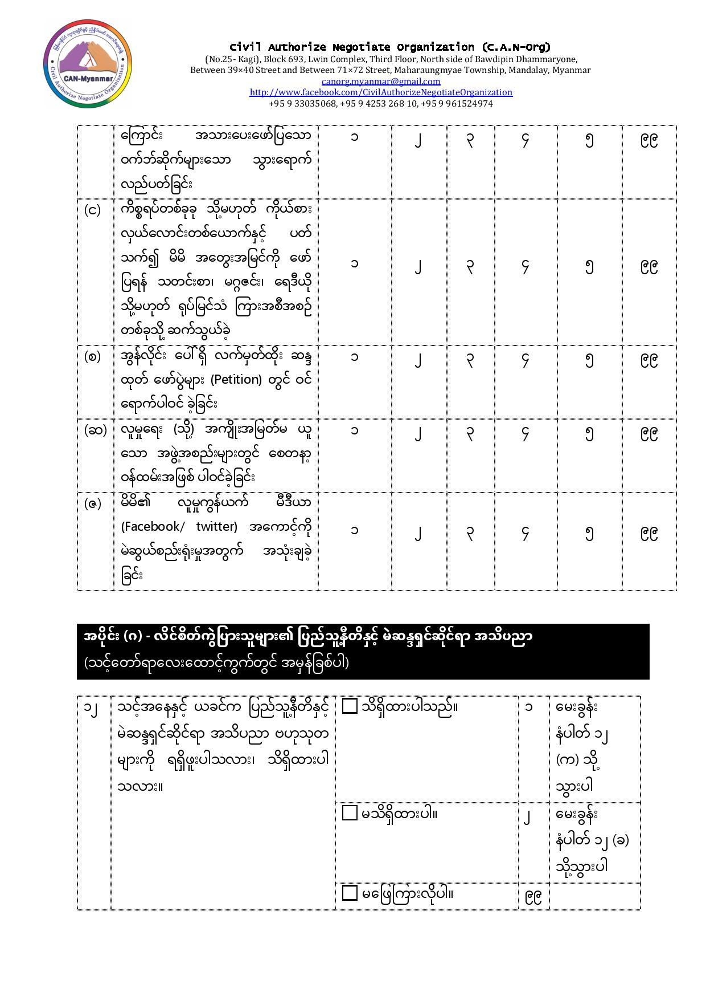 Civil Authorize Negotiate Organization (C.A.N-Org)
(No.25- Kagi), Block 693, Lwin Complex, Third Floor, North side of Bawdipin Dhammaryone,
Between 39×40 Street and Between 71×72 Street, Maharaungmyae Township, Mandalay, Myanmar
canorg.myanmar@gmail.com
http://www.facebook.com/CivilAuthorizeNegotiateOrganization
+95 9 33035068, +95 9 4253 268 10, +95 9 961524974
CAN-Myanmar
Civil Authorize Negotiate Organization
ကြောင်း အသားပေးဖော်ပြသော ၁ ၂ ၃ ၄ ၅ ၉၉
ဝက်ဘ်ဆိုက်များသော သွားရောက်
လည်ပတ်ခြင်း
(င) ကိစ္စရပ်တစ်ခုခု သို့မဟုတ် ကိုယ်စား
လှယ်လောင်းတစ်ယောက်နှင့် ပတ်
သက်၍ မိမိ အတွေးအမြင်ကို ဖော် ၁ ၂ ၃ ၄ ၅ ၉၉
ပြရန် သတင်းစာ၊ မဂ္ဂဇင်း၊ ရေဒီယို
သို့မဟုတ် ရုပ်မြင်သံ ကြားအစီအစဉ်
တစ်ခုသို့ ဆက်သွယ်ခဲ့
(စ) အွန်လိုင်း ပေါ်ရှိ လက်မှတ်ထိုး ဆန္ဒ ၁ ၂ ၃ ၄ ၅ ၉၉
ထုတ် ဖော်ပွဲများ (Petition) တွင် ဝင်
ရောက်ပါဝင် ခဲ့ခြင်း
(ဆ) လူမှုရေး (သို့) အကျိုးအမြတ်မ ယူ ၁ ၂ ၃ ၄ ၅ ၉၉
သော အဖွဲ့အစည်းများတွင် စေတနာ့
ဝန်ထမ်းအဖြစ် ပါဝင်ခဲ့ခြင်း
(ဇ) မိမိ၏ လူမှုကွန်ယက် မီဒီယာ
(Facebook/ twitter) အကောင့်ကို ၁ ၂ ၃ ၄ ၅ ၉၉
မဲဆွယ်စည်းရုံးမှုအတွက် အသုံးချခဲ့
ခြင်း
အပိုင်း (ဂ) - လိင်စိတ်ကွဲပြားသူများ၏ ပြည်သူ့နီတိနှင့် မဲဆန္ဒရှင်ဆိုင်ရာ အသိပညာ
(သင့်တော်ရာလေးထောင့်ကွက်တွင် အမှန်ခြစ်ပါ)
၁၂ သင့်အနေနှင့် ယခင်က ပြည်သူ့နီတိနှင့် ☐ သိရှိထားပါသည်။ ၁ မေးခွန်း
မဲဆန္ဒရှင်ဆိုင်ရာ အသိပညာ ဗဟုသုတ နံပါတ် ၁၂
များကို ရရှိဖူးပါသလား၊ သိရှိထားပါ (က) သို့
သလား။ သွားပါ
☐ မသိရှိထားပါ။ ၂ မေးခွန်း
နံပါတ် ၁၂ (ခ)
သို့သွားပါ
☐ မဖြေကြားလိုပါ။ ၉၉